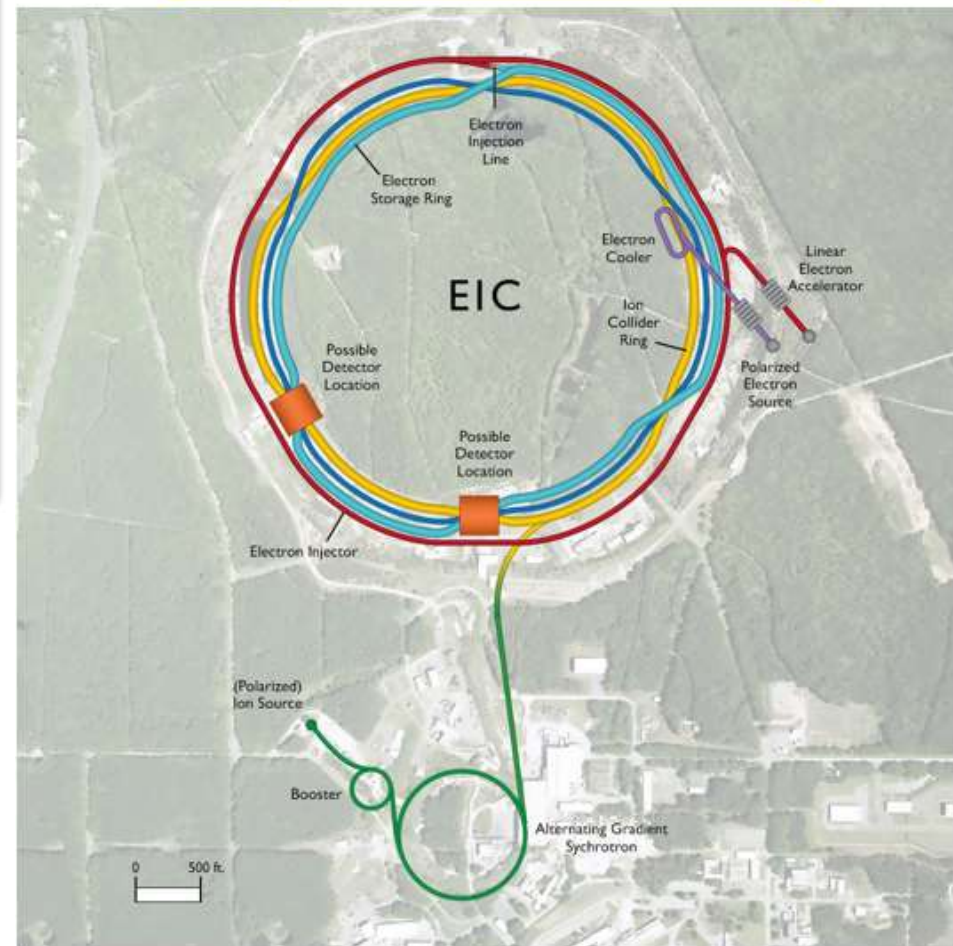 Electron
Injection
Line
Electron
Storage Ring
Electron
Cooler
Linear
Electron
Accelerator
EIC
Ion
Collider
Ring
Possible
Detector
Location
Polarized
Electron
Source
Possible
Detector
Location
Electron Injector
(Polarized)
Ion Source
Booster
Alternating Gradient
Sychrotron
0 500 ft.